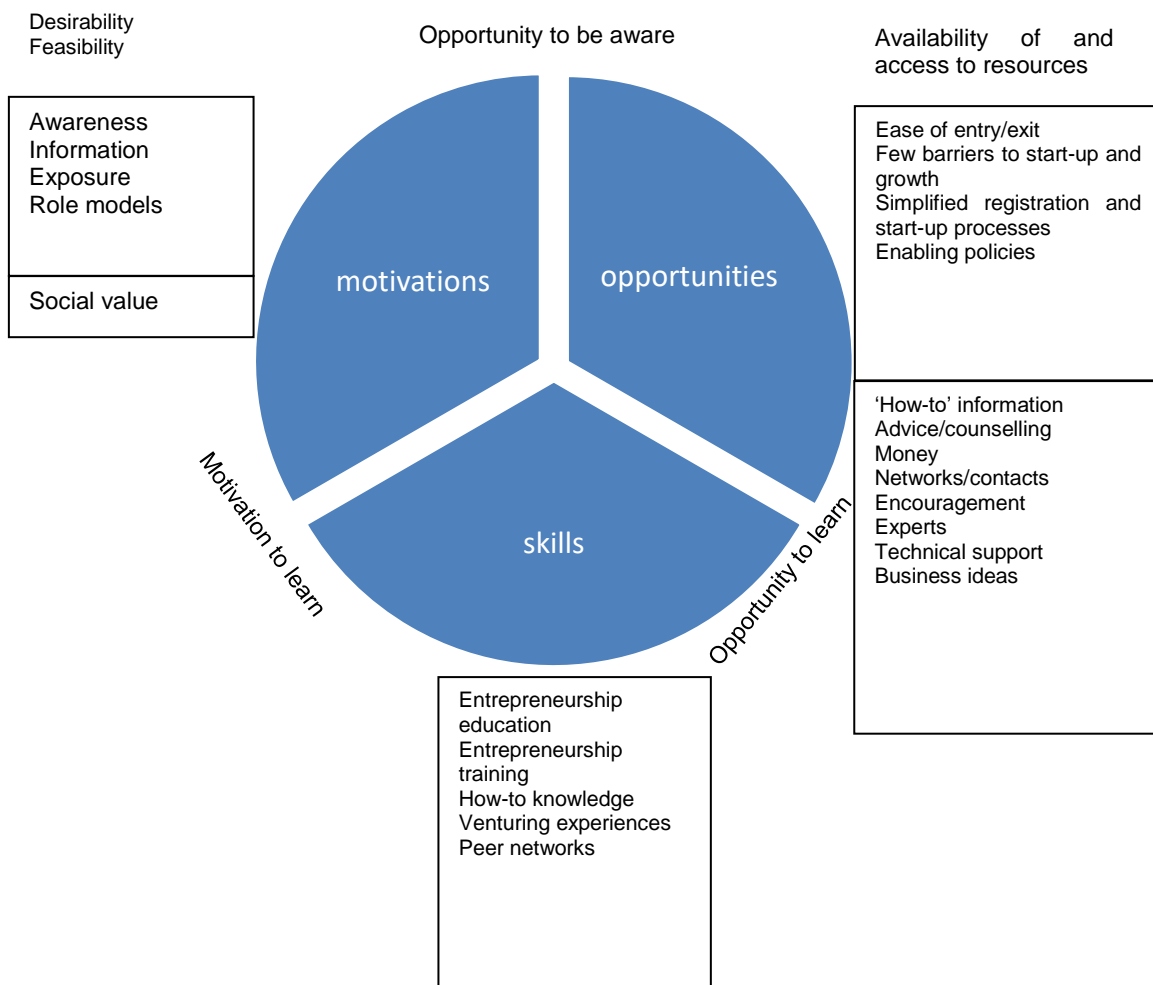 Desirability
Feasibility
Opportunity to be aware
Availability of and
access to resources
Awareness
Information
Exposure
Role models
Social value
motivations
opportunities
skills
Ease of entry/exit
Few barriers to start-up and
growth
Simplified registration and
start-up processes
Enabling policies
‘How-to’ information
Advice/counselling
Money
Networks/contacts
Encouragement
Experts
Technical support
Business ideas
Motivation to learn
Opportunity to learn
Entrepreneurship
education
Entrepreneurship
training
How-to knowledge
Venturing experiences
Peer networks